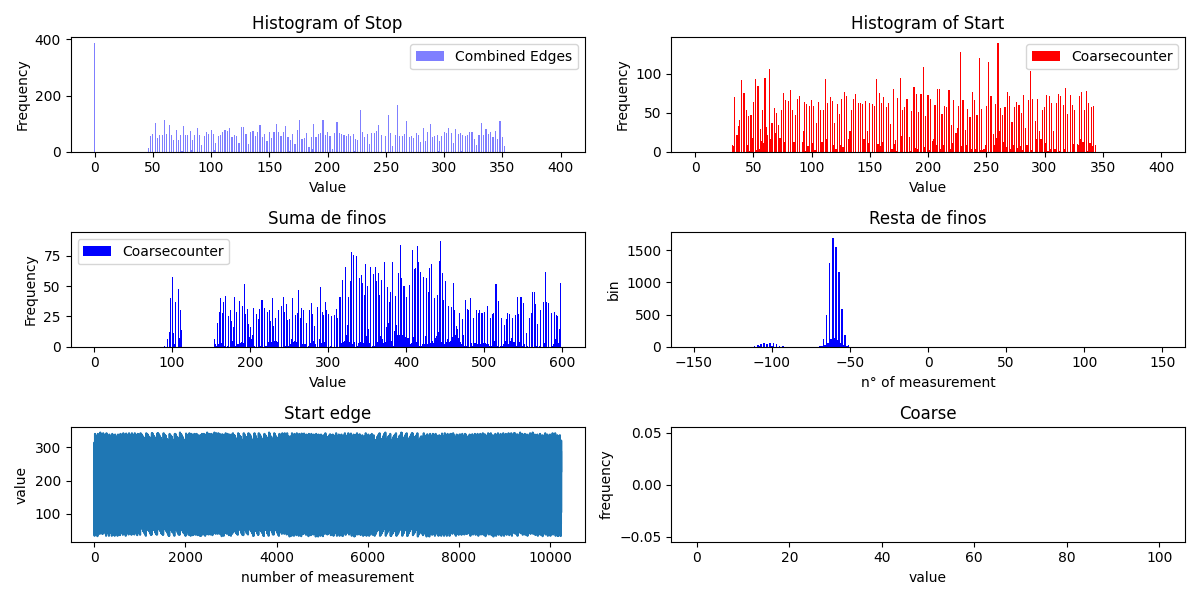 Histogram of Stop
Frequency
400
200
0
Combined Edges
0 50 100 150 200 250 300 350 400
Value
Histogram of Start
Frequency
100
50
0
Coarsecounter
0 50 100 150 200 250 300 350 400
Value
Suma de finos
Frequency
75
50
25
0
Coarsecounter
0 100 200 300 400 500 600
Value
Resta de finos
bin
1500
1000
500
0
−150 −100 −50 0 50 100 150
n° of measurement
Start edge
value
300
200
100
0 2000 4000 6000 8000 10000
number of measurement
Coarse
frequency
0.05
0.00
−0.05
0 20 40 60 80 100
value